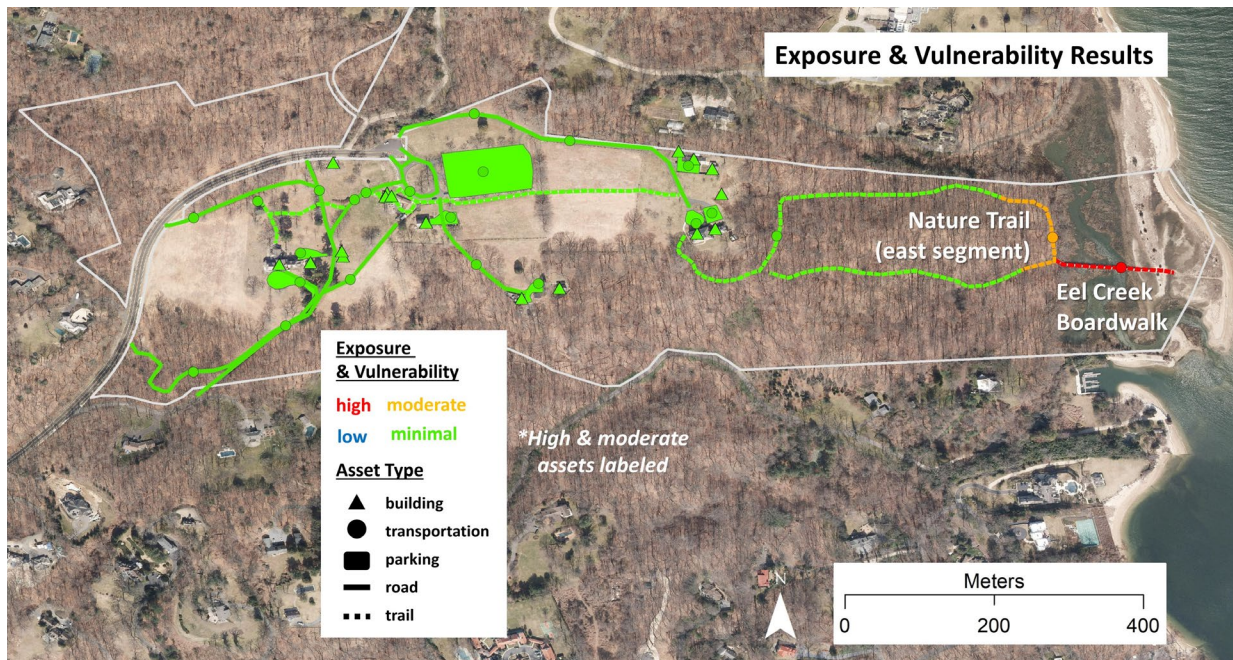 Exposure & Vulnerability Results
Nature Trail
(east segment)
Eel Creek
Boardwalk
Exposure
& Vulnerability
high moderate
low minimal
*High & moderate
assets labeled
Asset Type
building
transportation
parking
road
trail
N
Meters
0 200 400